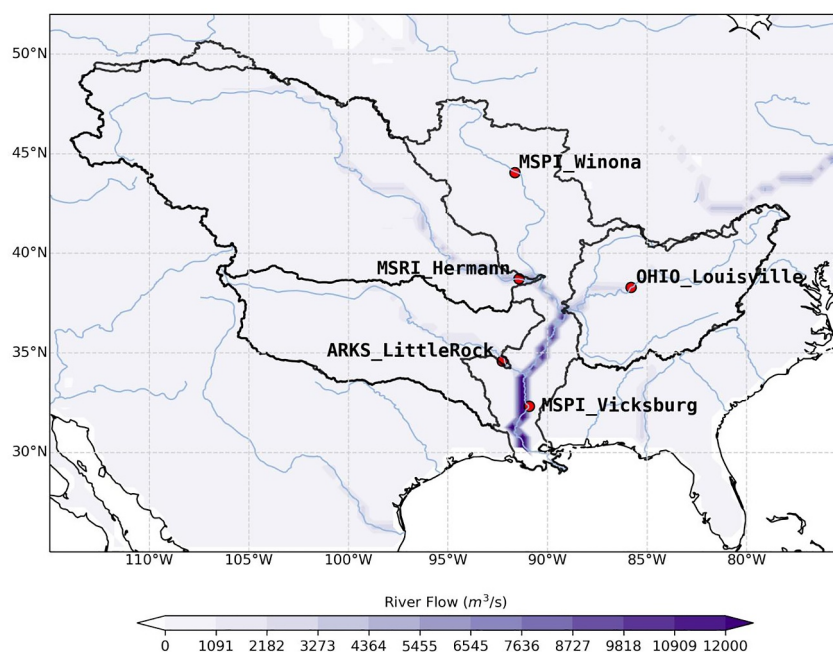 50°N
45°N
40°N
35°N
30°N
MSPI_Winona
MSRI_Hermann
OHIO_Louisville
ARKS_LittleRock
MSPI_Vicksburg
110°W 105°W 100°W 95°W 90°W 85°W 80°W
River Flow (m³/s)
0 1091 2182 3273 4364 5455 6545 7636 8727 9818 10909 12000